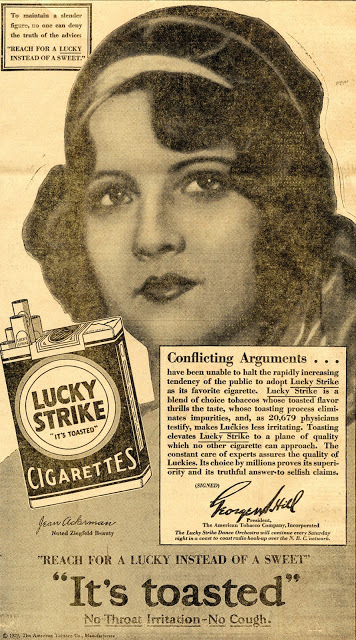 To maintain a slender
figure, no one can deny
the truth of the advice:
"REACH FOR A LUCKY
INSTEAD OF A SWEET."
LUCKY
STRIKE
"IT'S TOASTED"
CIGARETTES
Jean Ackerman
Noted Ziegfeld Beauty
Conflicting Arguments . . .
have been unable to halt the rapidly increasing
tendency of the public to adopt Lucky Strike
as its favorite cigarette. Lucky Strike is a
blend of choice tobaccos whose toasted flavor
thrills the taste, whose toasting process elimi-
nates impurities, and, as 20,679 physicians
testify, makes Luckies less irritating. Toasting
elevates Lucky Strike to a plane of quality
which no other cigarette can approach. The
constant care of experts assures the quality of
Luckies. Its choice by millions proves its superi-
ority and its truthful answer to selfish claims.
(SIGNED)
George W. Hill
President,
The American Tobacco Company, Incorporated
The Lucky Strike Dance Orchestra will continue every Saturday
night in a coast to coast radio hook-up over the N. B. C. network.
"REACH FOR A LUCKY INSTEAD OF A SWEET"
"It's toasted"
No Throat Irritation-No Cough.
The American Tobacco Co., Manufacturers